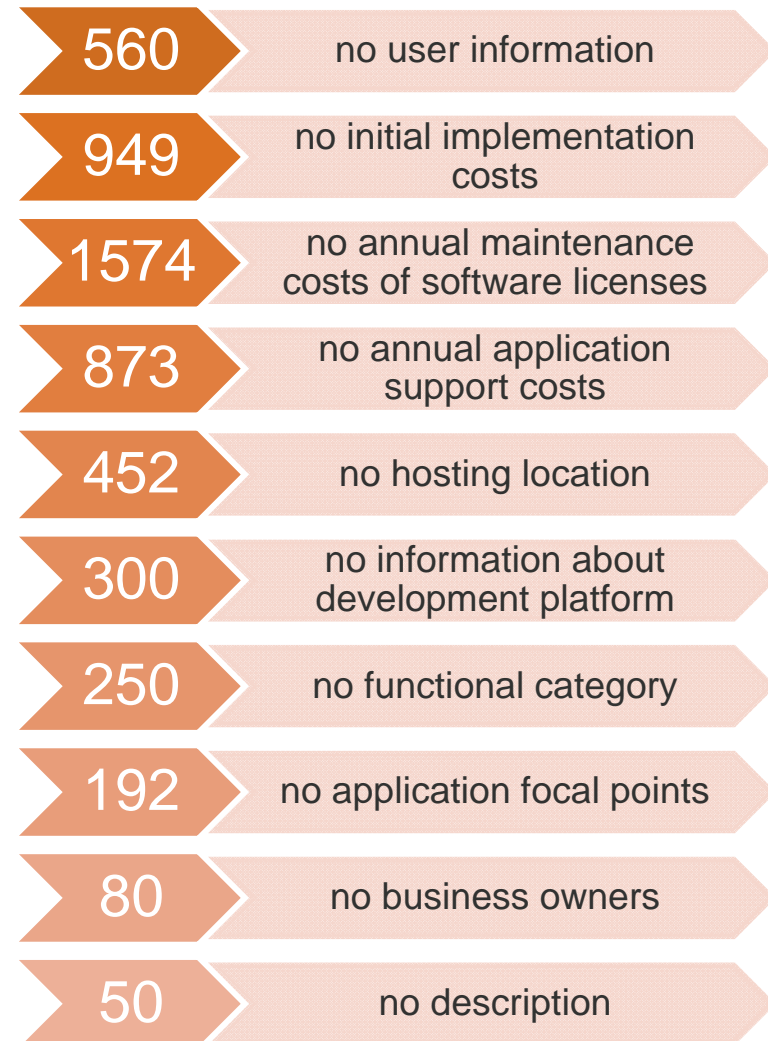 560
no user information
949
no initial implementation
costs
1574
no annual maintenance
costs of software licenses
873
no annual application
support costs
452
no hosting location
300
no information about
development platform
250
no functional category
192
no application focal points
80
no business owners
50
no description